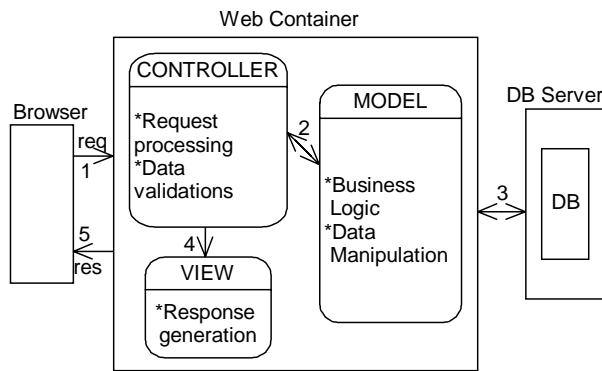 Web Container
CONTROLLER
*Request
processing
*Data
validations
MODEL
*Business
Logic
*Data
Manipulation
DB Server
DB
Browser
req
1
2
3
4
5
res
VIEW
*Response
generation